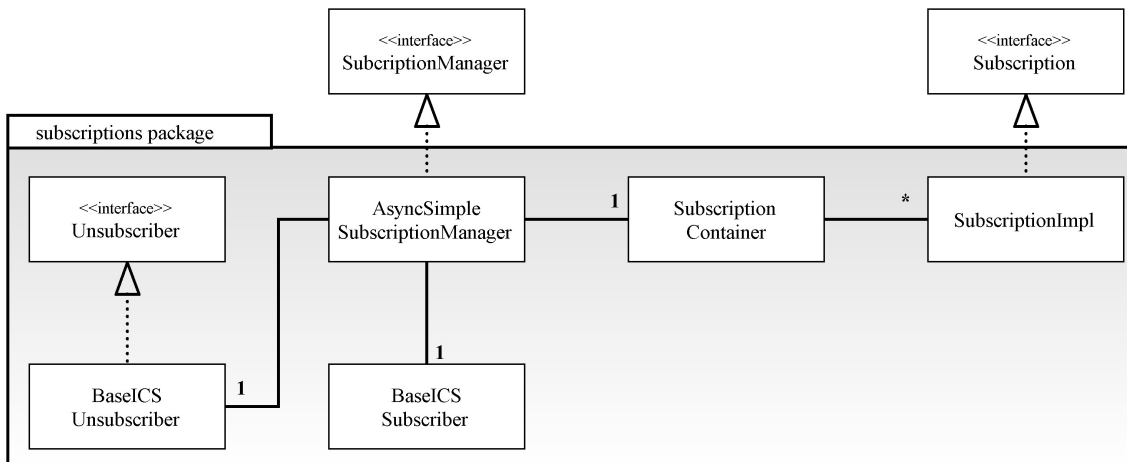 <<interface>>
SubcriptionManager
<<interface>>
Subscription
subscriptions package
<<interface>>
Unsubscriber
AsyncSimple
SubscriptionManager
1
Subscription
Container
*
SubscriptionImpl
BaseICS
Unsubscriber
1
1
BaseICS
Subscriber